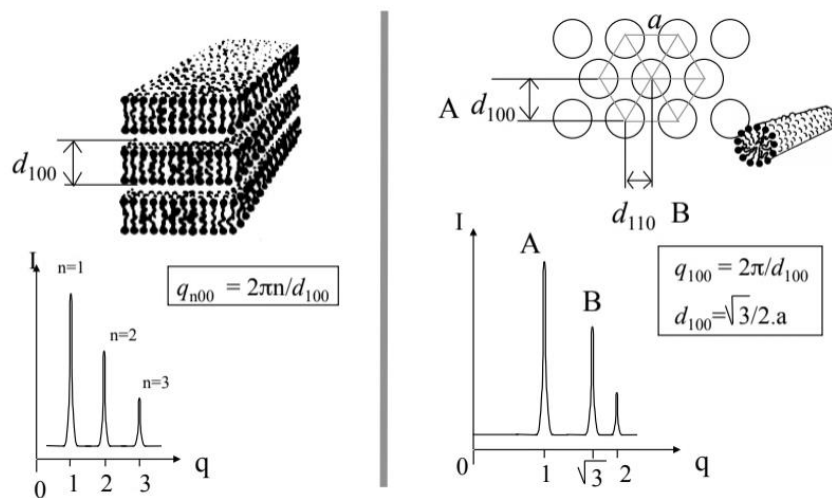 d100
I
n=1
n=2
n=3
qn00 = 2πn/d100
0
1
2
3
q
a
A d100
d110 B
I
A
B
q100 = 2π/d100
d100=√3/2.a
0
1
√3
2
q